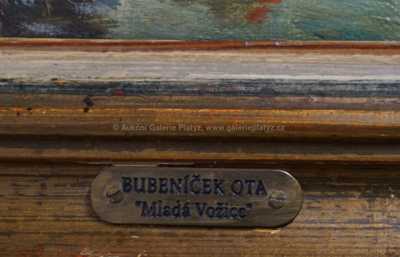 © Aukční Galerie Platýz, www.galerieplatyz.cz
BUBENÍČEK OTA
"Mladá Vožice"